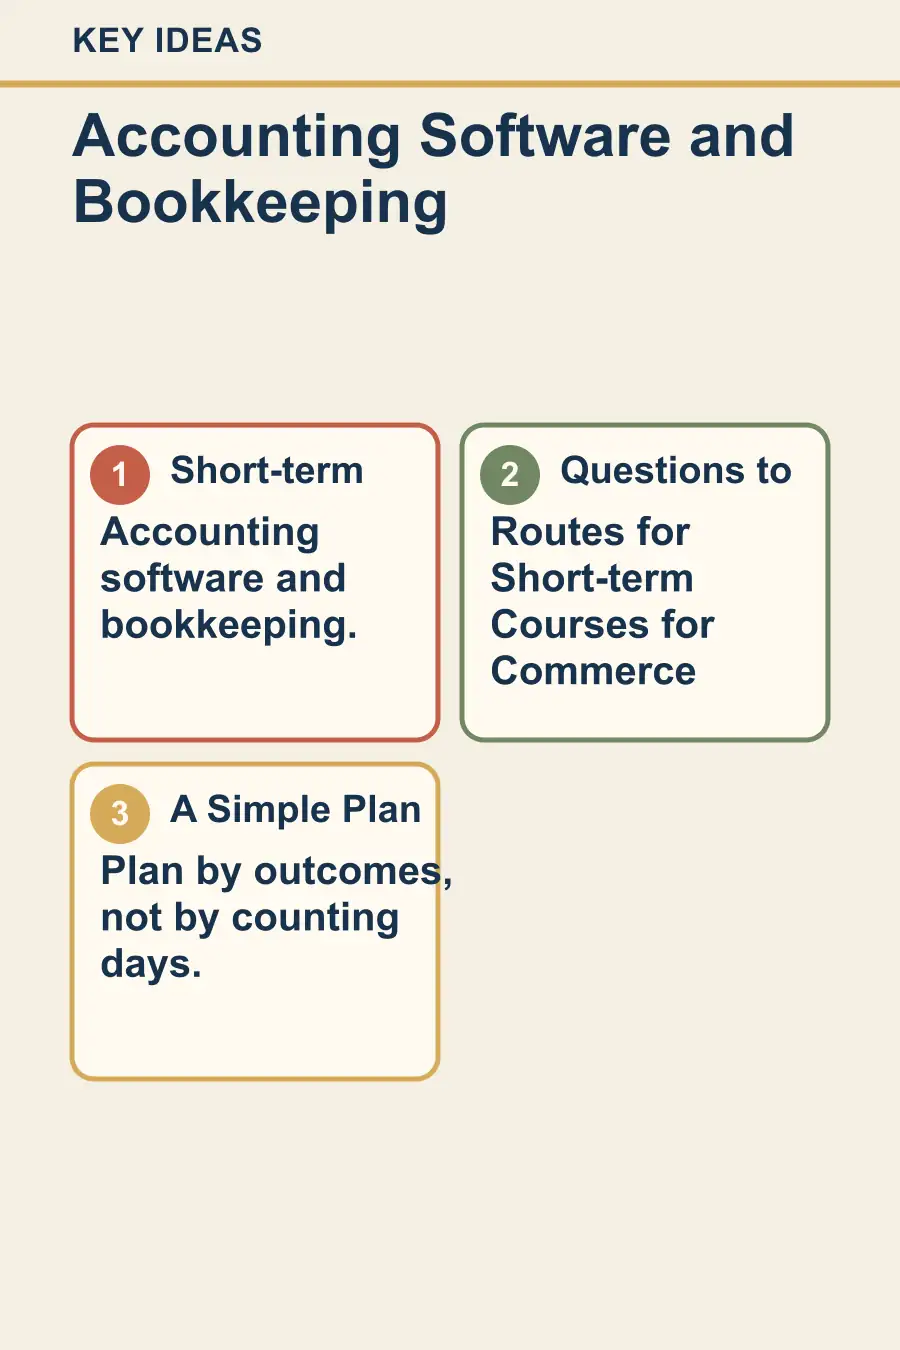 KEY IDEAS
Accounting Software and
Bookkeeping
1 Short-term
Accounting
software and
bookkeeping.
2 Questions to
Routes for
Short-term
Courses for
Commerce
3 A Simple Plan
Plan by outcomes,
not by counting
days.